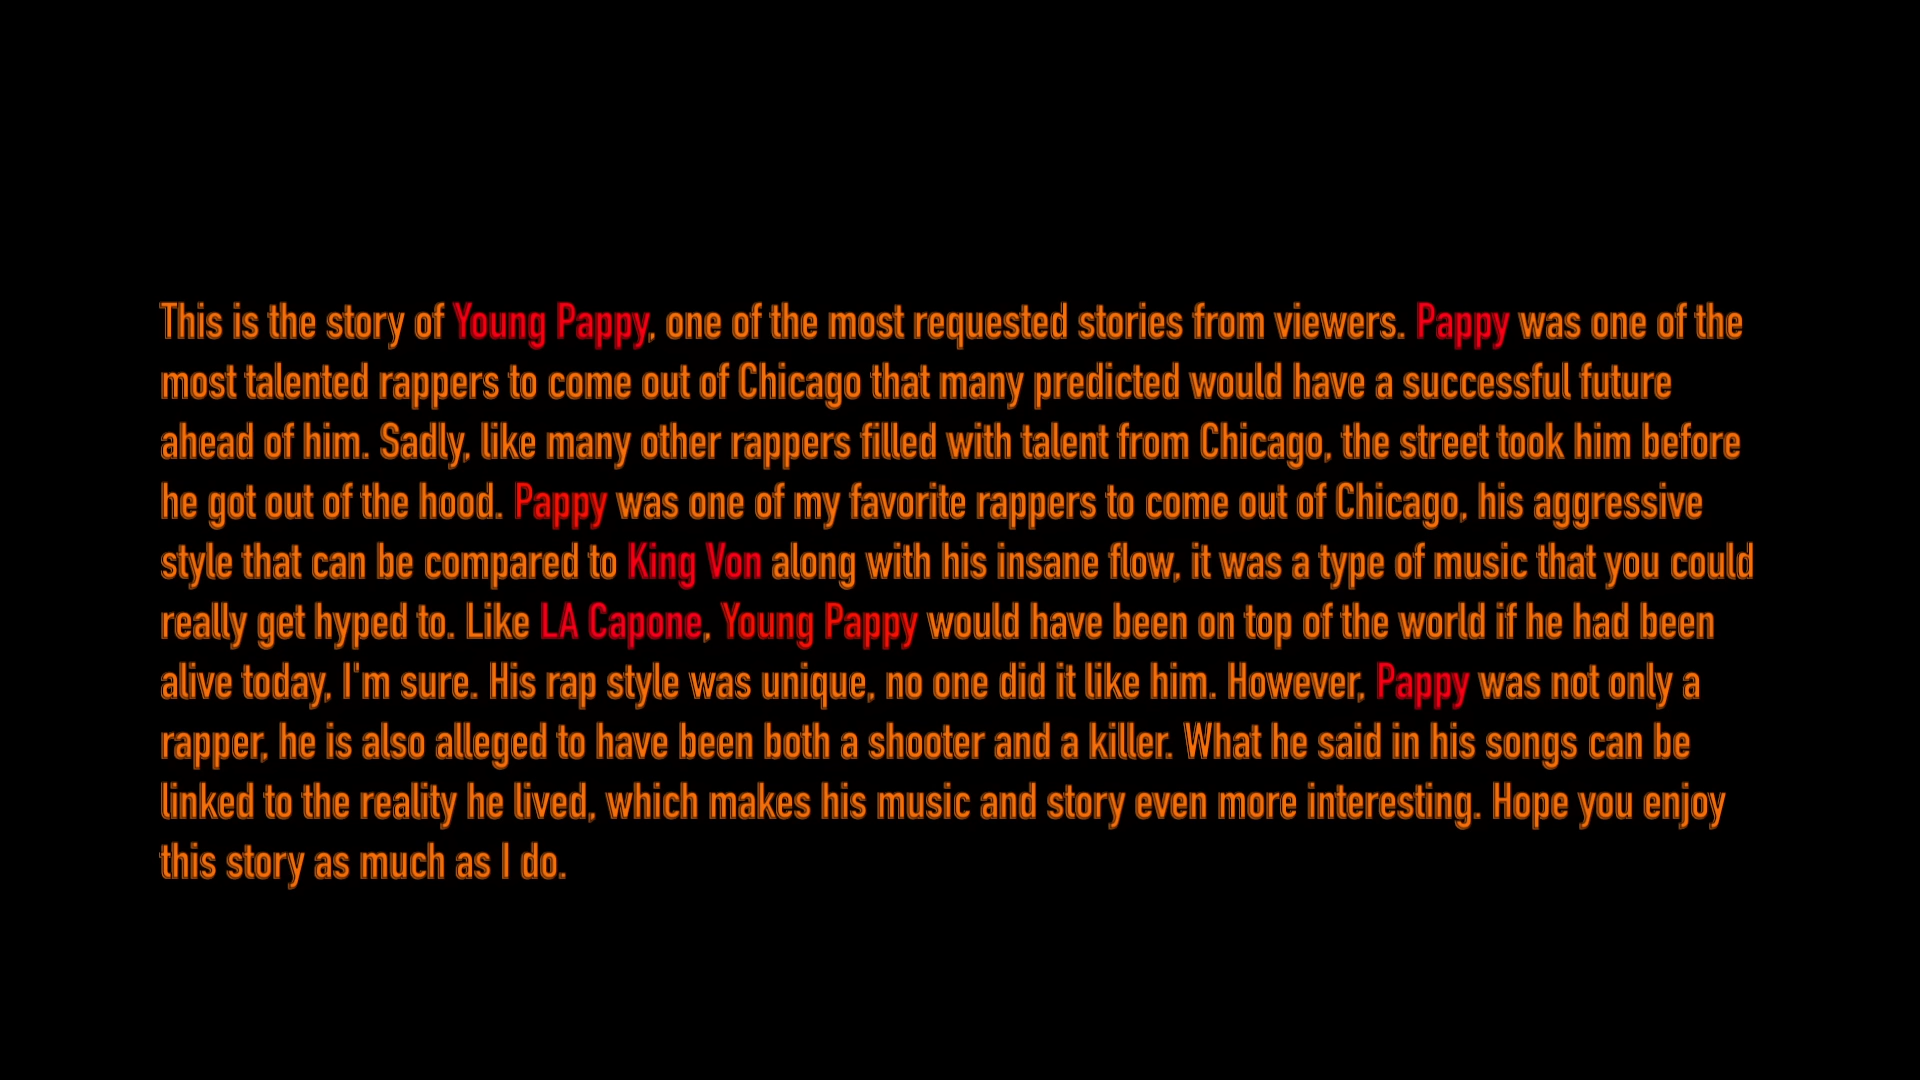 This is the story of Young Pappy, one of the most requested stories from viewers. Pappy was one of the
most talented rappers to come out of Chicago that many predicted would have a successful future
ahead of him. Sadly, like many other rappers filled with talent from Chicago, the street took him before
he got out of the hood. Pappy was one of my favorite rappers to come out of Chicago, his aggressive
style that can be compared to King Von along with his insane flow, it was a type of music that you could
really get hyped to. Like LA Capone, Young Pappy would have been on top of the world if he had been
alive today, I'm sure. His rap style was unique, no one did it like him. However, Pappy was not only a
rapper, he is also alleged to have been both a shooter and a killer. What he said in his songs can be
linked to the reality he lived, which makes his music and story even more interesting. Hope you enjoy
this story as much as I do.